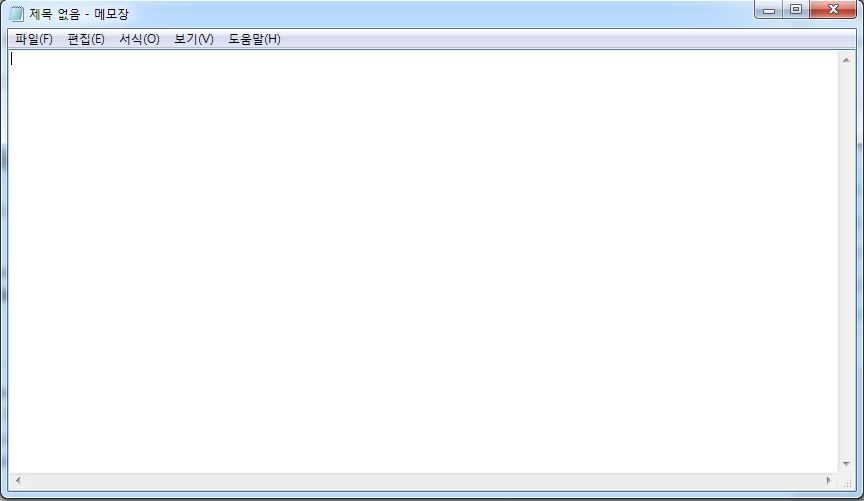 제목 없음 - 메모장
파일(F) 편집(E) 서식(O) 보기(V) 도움말(H)